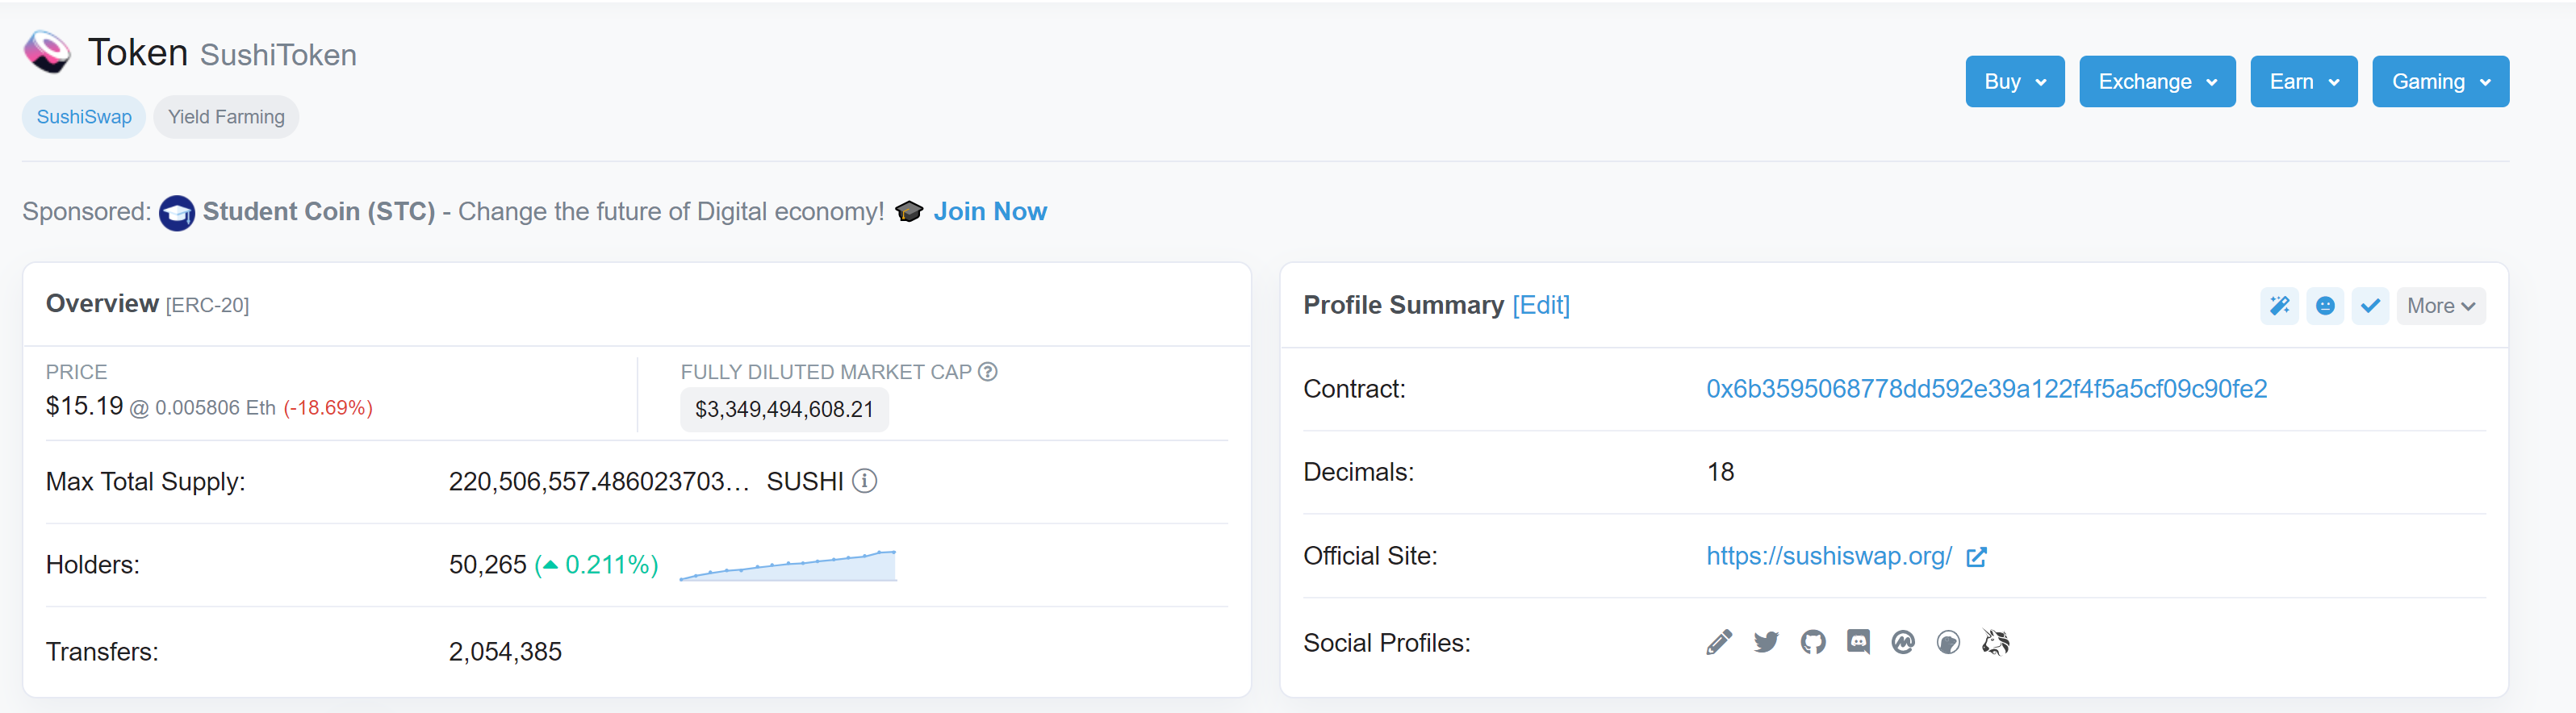 Token SushiToken
Buy Exchange Earn Gaming
SushiSwap Yield Farming
Sponsored: Student Coin (STC) - Change the future of Digital economy! Join Now
Overview [ERC-20]
PRICE
$15.19 @ 0.005806 Eth (-18.69%)
FULLY DILUTED MARKET CAP
$3,349,494,608.21
Max Total Supply: 220,506,557.486023703... SUSHI
Holders: 50,265 (0.211%)
Transfers: 2,054,385
Profile Summary [Edit]
More
Contract: 0x6b3595068778dd592e39a122f4f5a5cf09c90fe2
Decimals: 18
Official Site: https://sushiswap.org/
Social Profiles: